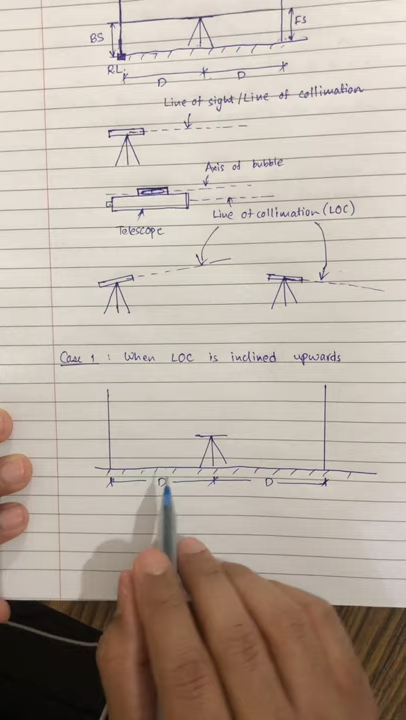 BS
FS
R.L.
D D
Line of sight/Line of collimation
Axis of bubble
Line of collimation (LOC)
Telescope
Case 1 : When LOC is inclined upwards
D D